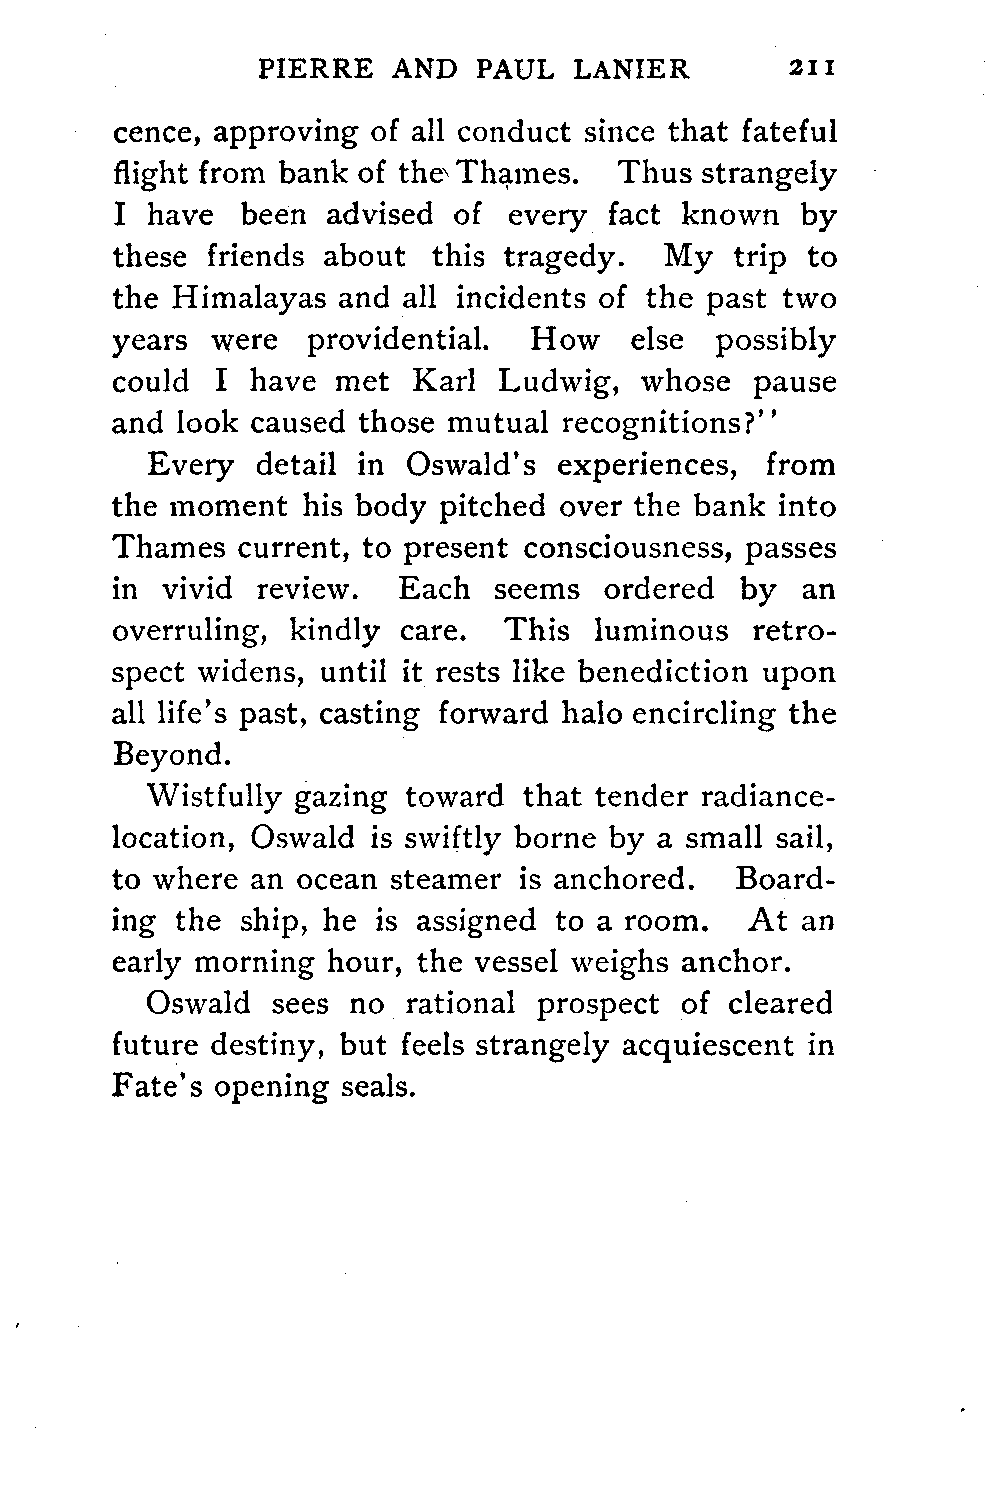 PIERRE AND PAUL LANIER 211
cence, approving of all conduct since that fateful
flight from bank of the Thames. Thus strangely
I have been advised of every fact known by
these friends about this tragedy. My trip to
the Himalayas and all incidents of the past two
years were providential. How else possibly
could I have met Karl Ludwig, whose pause
and look caused those mutual recognitions?''
Every detail in Oswald's experiences, from
the moment his body pitched over the bank into
Thames current, to present consciousness, passes
in vivid review. Each seems ordered by an
overruling, kindly care. This luminous retro-
spect widens, until it rests like benediction upon
all life's past, casting forward halo encircling the
Beyond.
Wistfully gazing toward that tender radiance-
location, Oswald is swiftly borne by a small sail,
to where an ocean steamer is anchored. Board-
ing the ship, he is assigned to a room. At an
early morning hour, the vessel weighs anchor.
Oswald sees no rational prospect of cleared
future destiny, but feels strangely acquiescent in
Fate's opening seals.